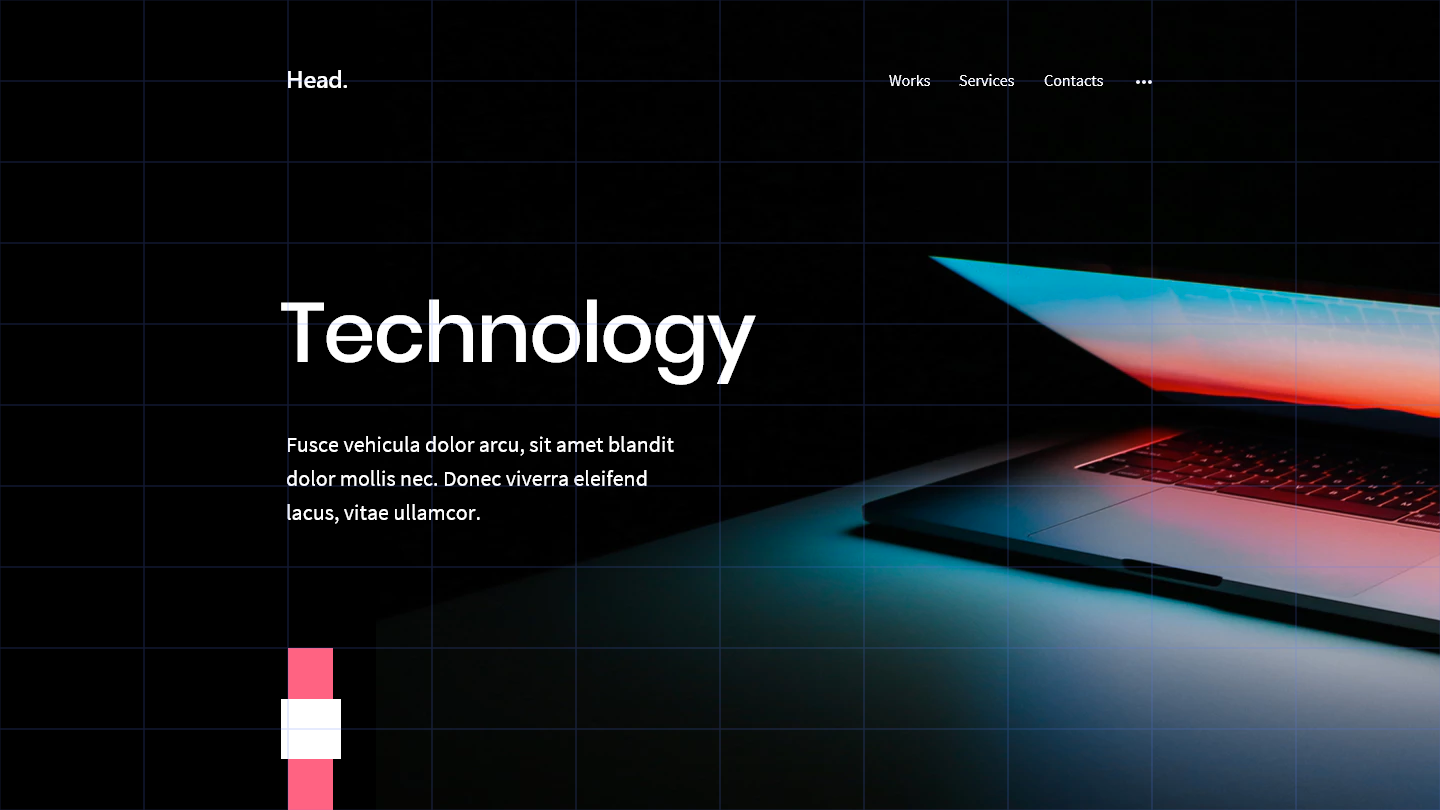 Head.
Works Services Contacts
Technology
Fusce vehicula dolor arcu, sit amet blandit
dolor mollis nec. Donec viverra eleifend
lacus, vitae ullamcor.